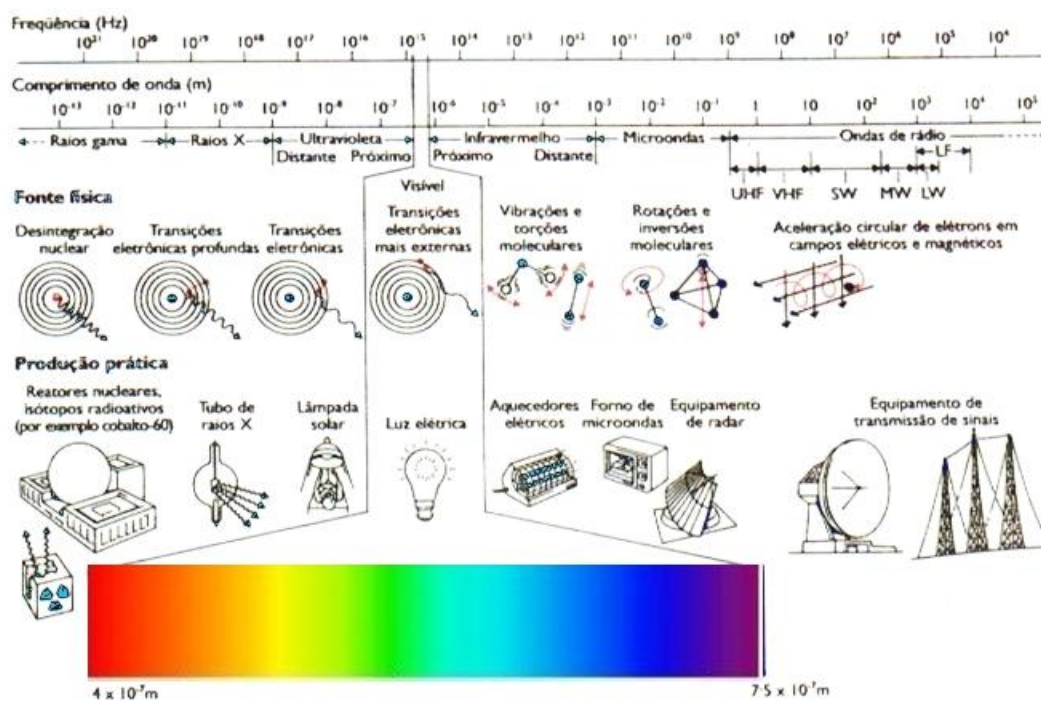 Freqüência (Hz)
10²¹ 10²⁰ 10¹⁹ 10¹⁸ 10¹⁷ 10¹⁶ 10¹⁵ 10¹⁴ 10¹³ 10¹² 10¹¹ 10¹⁰ 10⁹ 10⁸ 10⁷ 10⁶ 10⁵ 10⁴
Comprimento de onda (m)
10⁻¹³ 10⁻¹² 10⁻¹¹ 10⁻¹⁰ 10⁻⁹ 10⁻⁸ 10⁻⁷ 10⁻⁶ 10⁻⁵ 10⁻⁴ 10⁻³ 10⁻² 10⁻¹ 1 10 10² 10³ 10⁴ 10⁵
Raios gama Raios X Ultravioleta Infravermelho Microondas Ondas de rádio
Distante Próximo Próximo Distante LF
UHF VHF SW MW LW
Visível
Fonte física
Desintegração
nuclear
Transições
eletrônicas profundas
Transições
eletrônicas
Transições
eletrônicas
mais externas
Vibrações e
torções
moleculares
Rotações e
inversões
moleculares
Aceleração circular de elétrons em
campos elétricos e magnéticos
Produção prática
Reatores nucleares,
isótopos radioativos
(por exemplo cobalto-60)
Tubo de
raios X
Lâmpada
solar
Luz elétrica
Aquecedores
elétricos
Forno de
microondas
Equipamento
de radar
Equipamento de
transmissão de sinais
4 x 10⁻⁷m
7·5 x 10⁻⁷m